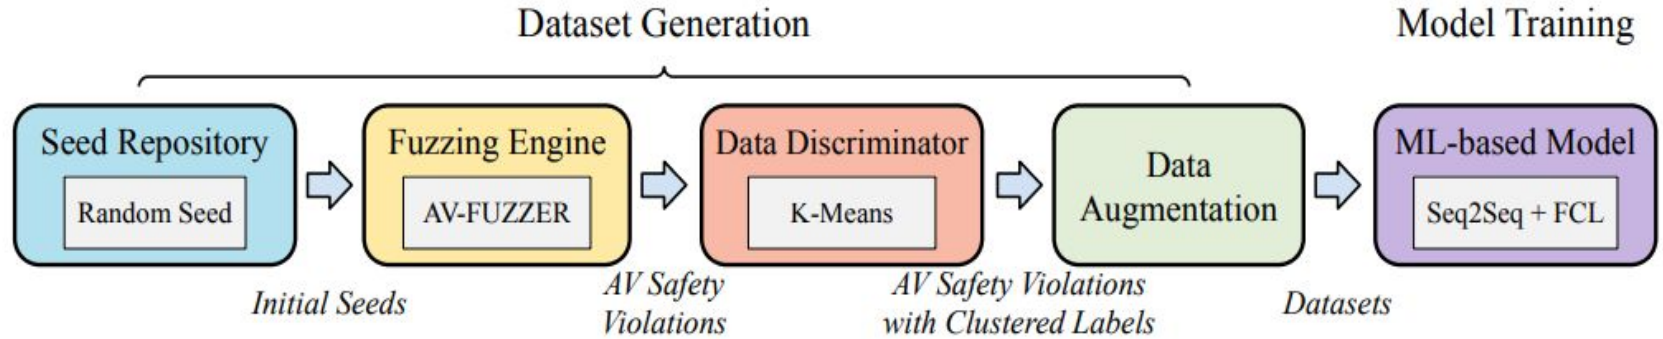 Dataset Generation
Model Training
Seed Repository
Random Seed
Fuzzing Engine
AV-FUZZER
Data Discriminator
K-Means
Data
Augmentation
ML-based Model
Seq2Seq + FCL
Initial Seeds
AV Safety
Violations
AV Safety Violations
with Clustered Labels
Datasets